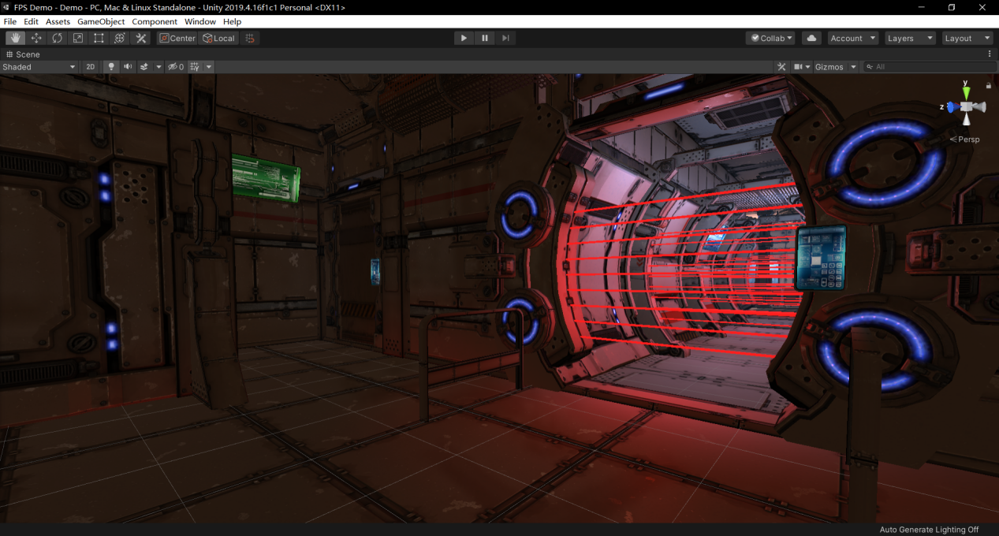 FPS Demo - Demo - PC, Mac & Linux Standalone - Unity 2019.4.16f1c1 Personal <DX11>
File Edit Assets GameObject Component Window Help
Center Local Collab Account Layers Layout
Scene
Shaded 2D 0 Gizmos All
y
z
Persp
Auto Generate Lighting Off